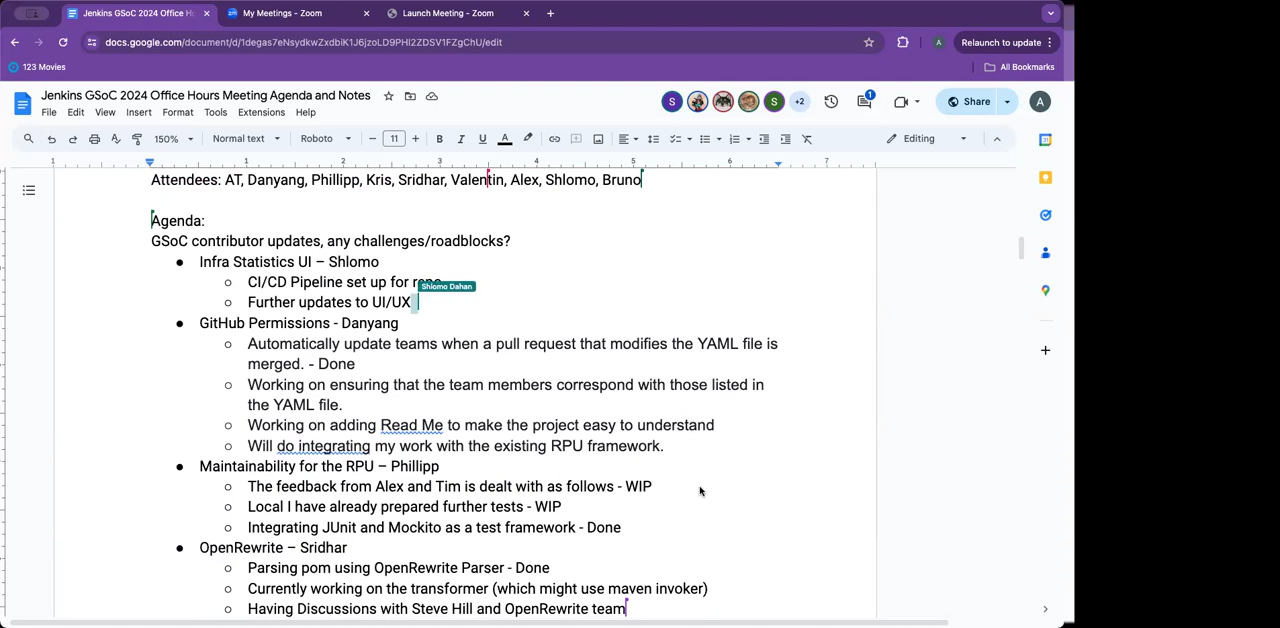 Jenkins GSoC 2024 Office H
My Meetings - Zoom
Launch Meeting - Zoom
docs.google.com/document/d/1degas7eNsydkwZxdbiK1J6jzoLD9PHI2ZDSV1FZgChU/edit
A
Relaunch to update
123 Movies
All Bookmarks
Jenkins GSoC 2024 Office Hours Meeting Agenda and Notes
S
S
+2
1
Share
A
File Edit View Insert Format Tools Extensions Help
150% Normal text Roboto 11 B I U A Editing
1 1 2 3 4 5 6 7
Attendees: AT, Danyang, Phillipp, Kris, Sridhar, Valentin, Alex, Shlomo, Bruno
Agenda:
GSoC contributor updates, any challenges/roadblocks?
● Infra Statistics UI – Shlomo
○ CI/CD Pipeline set up for repo
Shlomo Dahan
○ Further updates to UI/UX
● GitHub Permissions - Danyang
○ Automatically update teams when a pull request that modifies the YAML file is
merged. - Done
○ Working on ensuring that the team members correspond with those listed in
the YAML file.
○ Working on adding Read Me to make the project easy to understand
○ Will do integrating my work with the existing RPU framework.
● Maintainability for the RPU – Phillipp
○ The feedback from Alex and Tim is dealt with as follows - WIP
○ Local I have already prepared further tests - WIP
○ Integrating JUnit and Mockito as a test framework - Done
● OpenRewrite – Sridhar
○ Parsing pom using OpenRewrite Parser - Done
○ Currently working on the transformer (which might use maven invoker)
○ Having Discussions with Steve Hill and OpenRewrite team